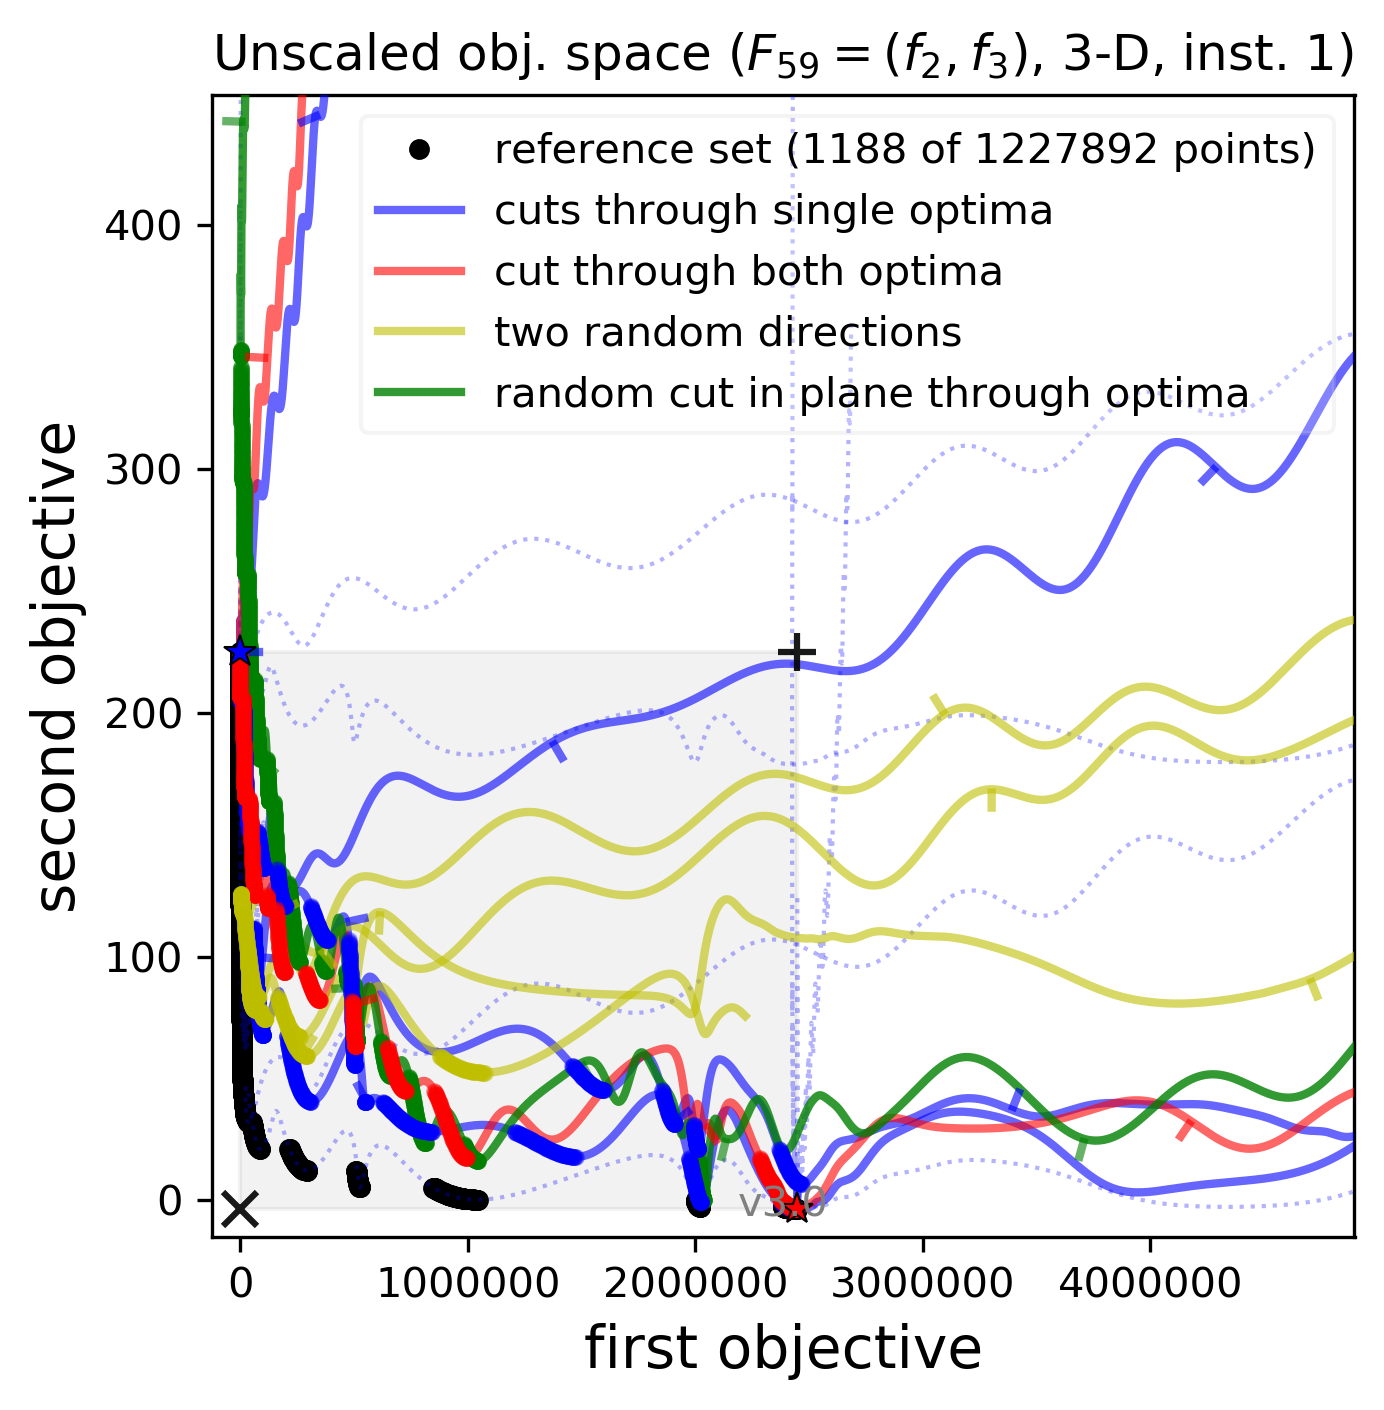 Unscaled obj. space (F₅₉ = (f₂, f₃), 3-D, inst. 1)
reference set (1188 of 1227892 points)
cuts through single optima
cut through both optima
two random directions
random cut in plane through optima
400
300
200
100
0
second objective
0 1000000 2000000 3000000 4000000
first objective